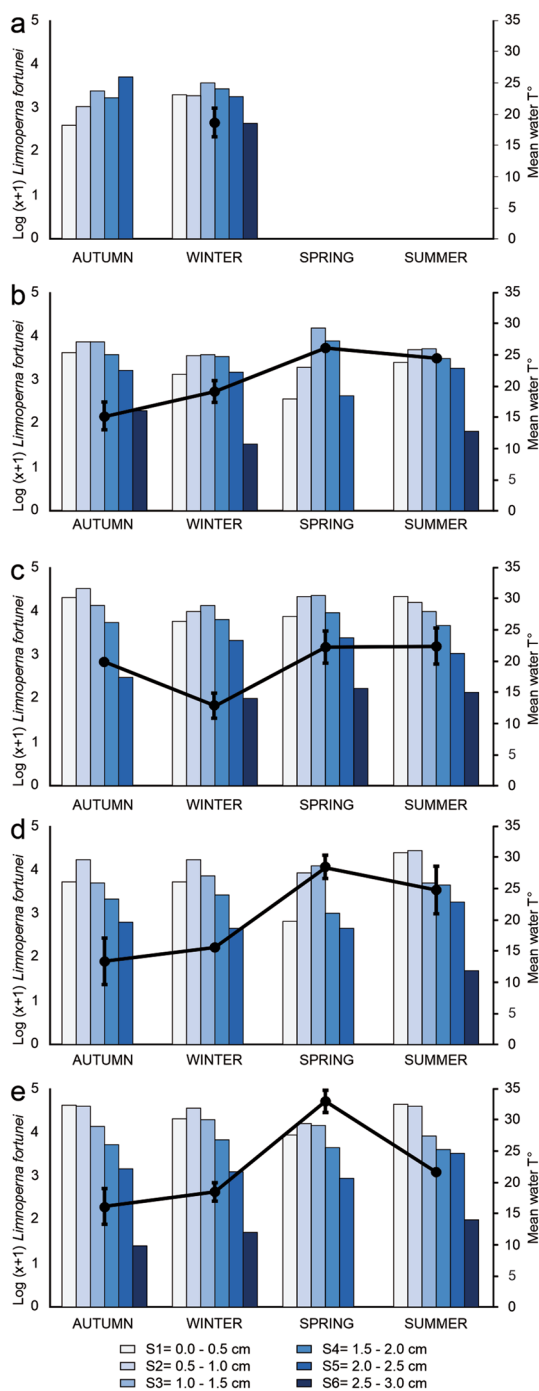 a
Log (x+1) Limnoperna fortunei
5
4
3
2
1
0
35
30
25
20
15
10
5
0
Mean water T°
AUTUMN WINTER SPRING SUMMER
b
Log (x+1) Limnoperna fortunei
5
4
3
2
1
0
35
30
25
20
15
10
5
0
Mean water T°
AUTUMN WINTER SPRING SUMMER
c
Log (x+1) Limnoperna fortunei
5
4
3
2
1
0
35
30
25
20
15
10
5
0
Mean water T°
AUTUMN WINTER SPRING SUMMER
d
Log (x+1) Limnoperna fortunei
5
4
3
2
1
0
35
30
25
20
15
10
5
0
Mean water T°
AUTUMN WINTER SPRING SUMMER
e
Log (x+1) Limnoperna fortunei
5
4
3
2
1
0
35
30
25
20
15
10
5
0
Mean water T°
AUTUMN WINTER SPRING SUMMER
S1= 0.0 - 0.5 cm
S2= 0.5 - 1.0 cm
S3= 1.0 - 1.5 cm
S4= 1.5 - 2.0 cm
S5= 2.0 - 2.5 cm
S6= 2.5 - 3.0 cm